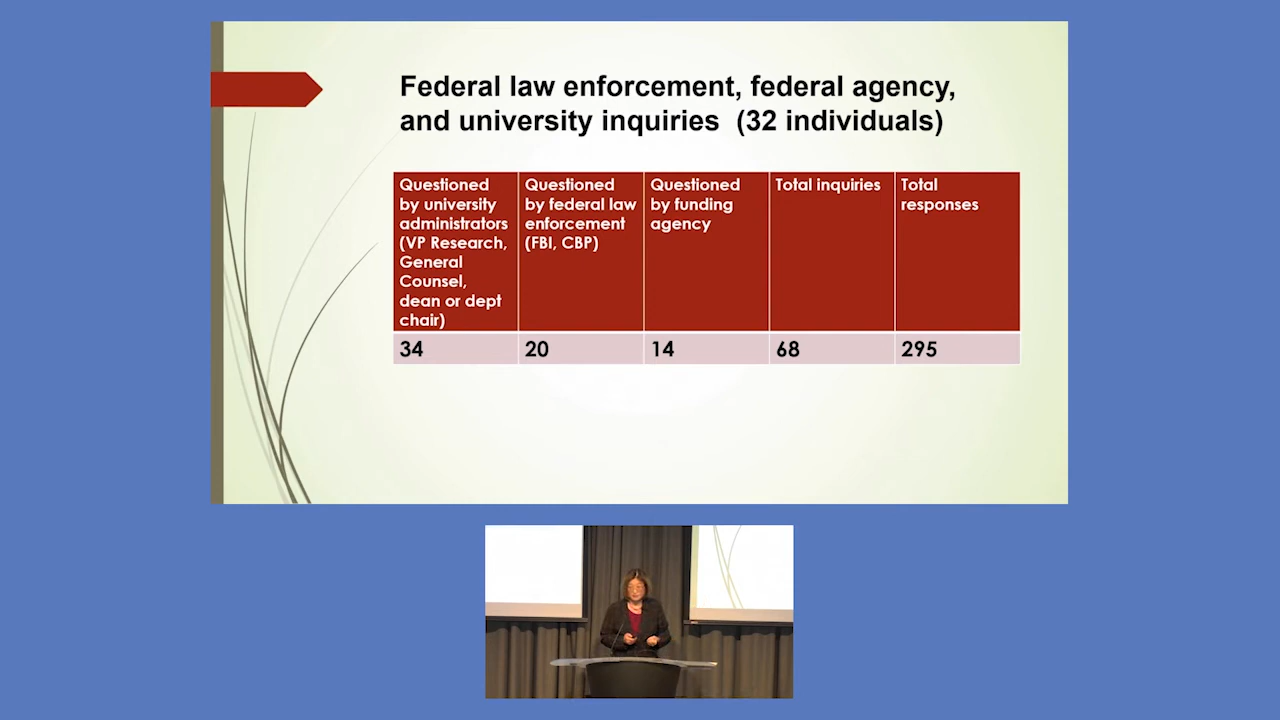 Federal law enforcement, federal agency,
and university inquiries (32 individuals)
Questioned
by university
administrators
(VP Research,
General
Counsel,
dean or dept
chair)
Questioned
by federal law
enforcement
(FBI, CBP)
Questioned
by funding
agency
Total inquiries
Total
responses
34
20
14
68
295